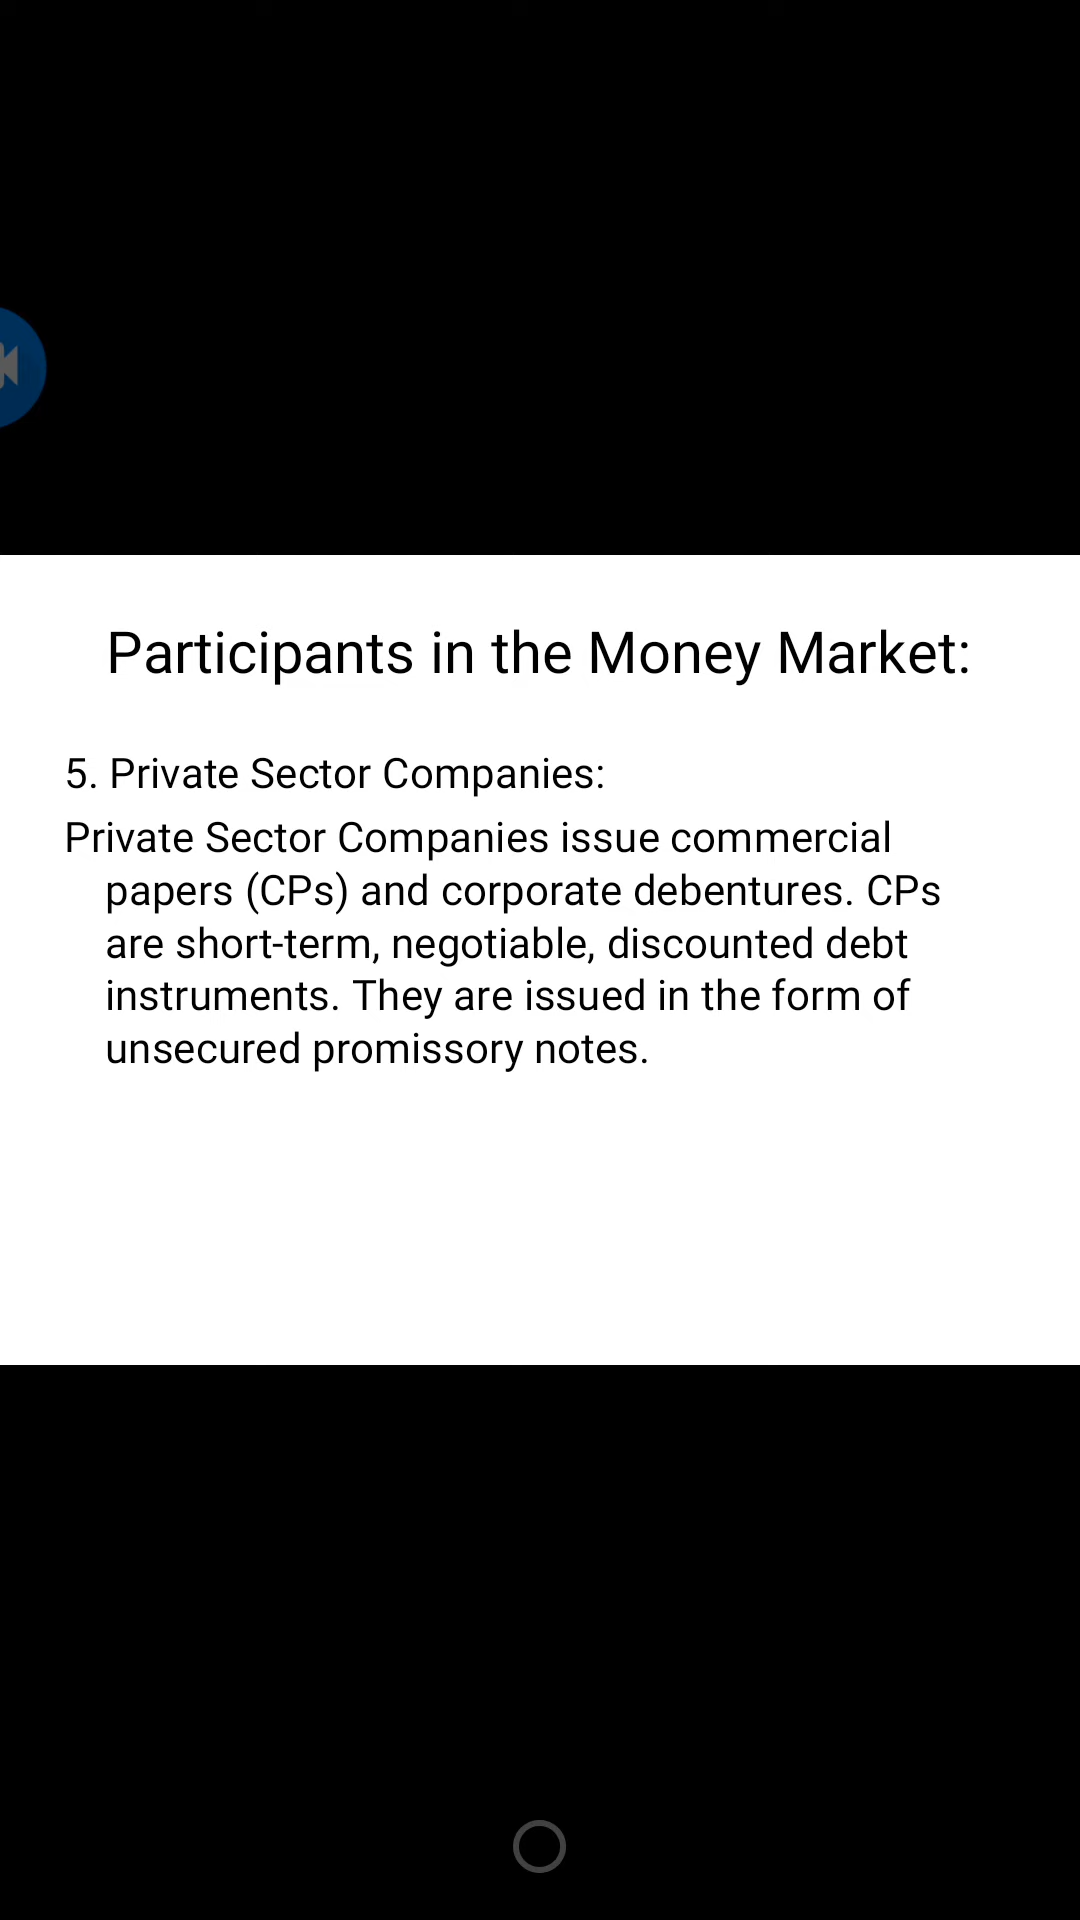 Participants in the Money Market:
5. Private Sector Companies:
Private Sector Companies issue commercial
papers (CPs) and corporate debentures. CPs
are short-term, negotiable, discounted debt
instruments. They are issued in the form of
unsecured promissory notes.